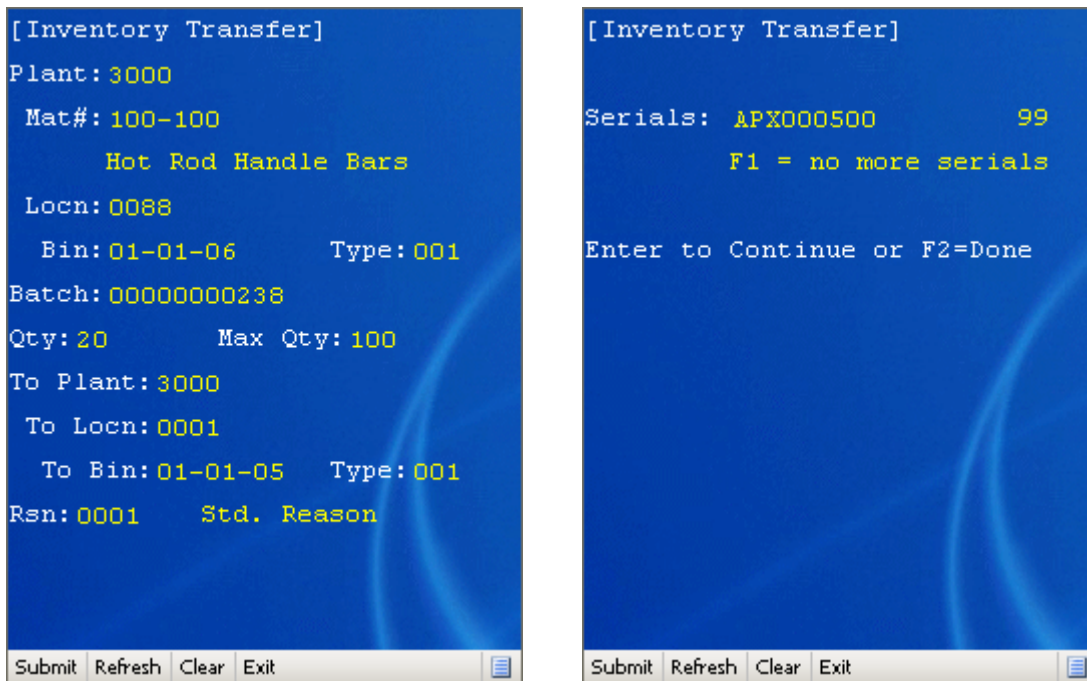 [Inventory Transfer]
Plant: 3000
Mat#: 100-100
Hot Rod Handle Bars
Locn: 0088
Bin: 01-01-06 Type: 001
Batch: 00000000238
Qty: 20 Max Qty: 100
To Plant: 3000
To Locn: 0001
To Bin: 01-01-05 Type: 001
Rsn: 0001 Std. Reason
Submit Refresh Clear Exit
[Inventory Transfer]
Serials: APX000500 99
F1 = no more serials
Enter to Continue or F2=Done
Submit Refresh Clear Exit